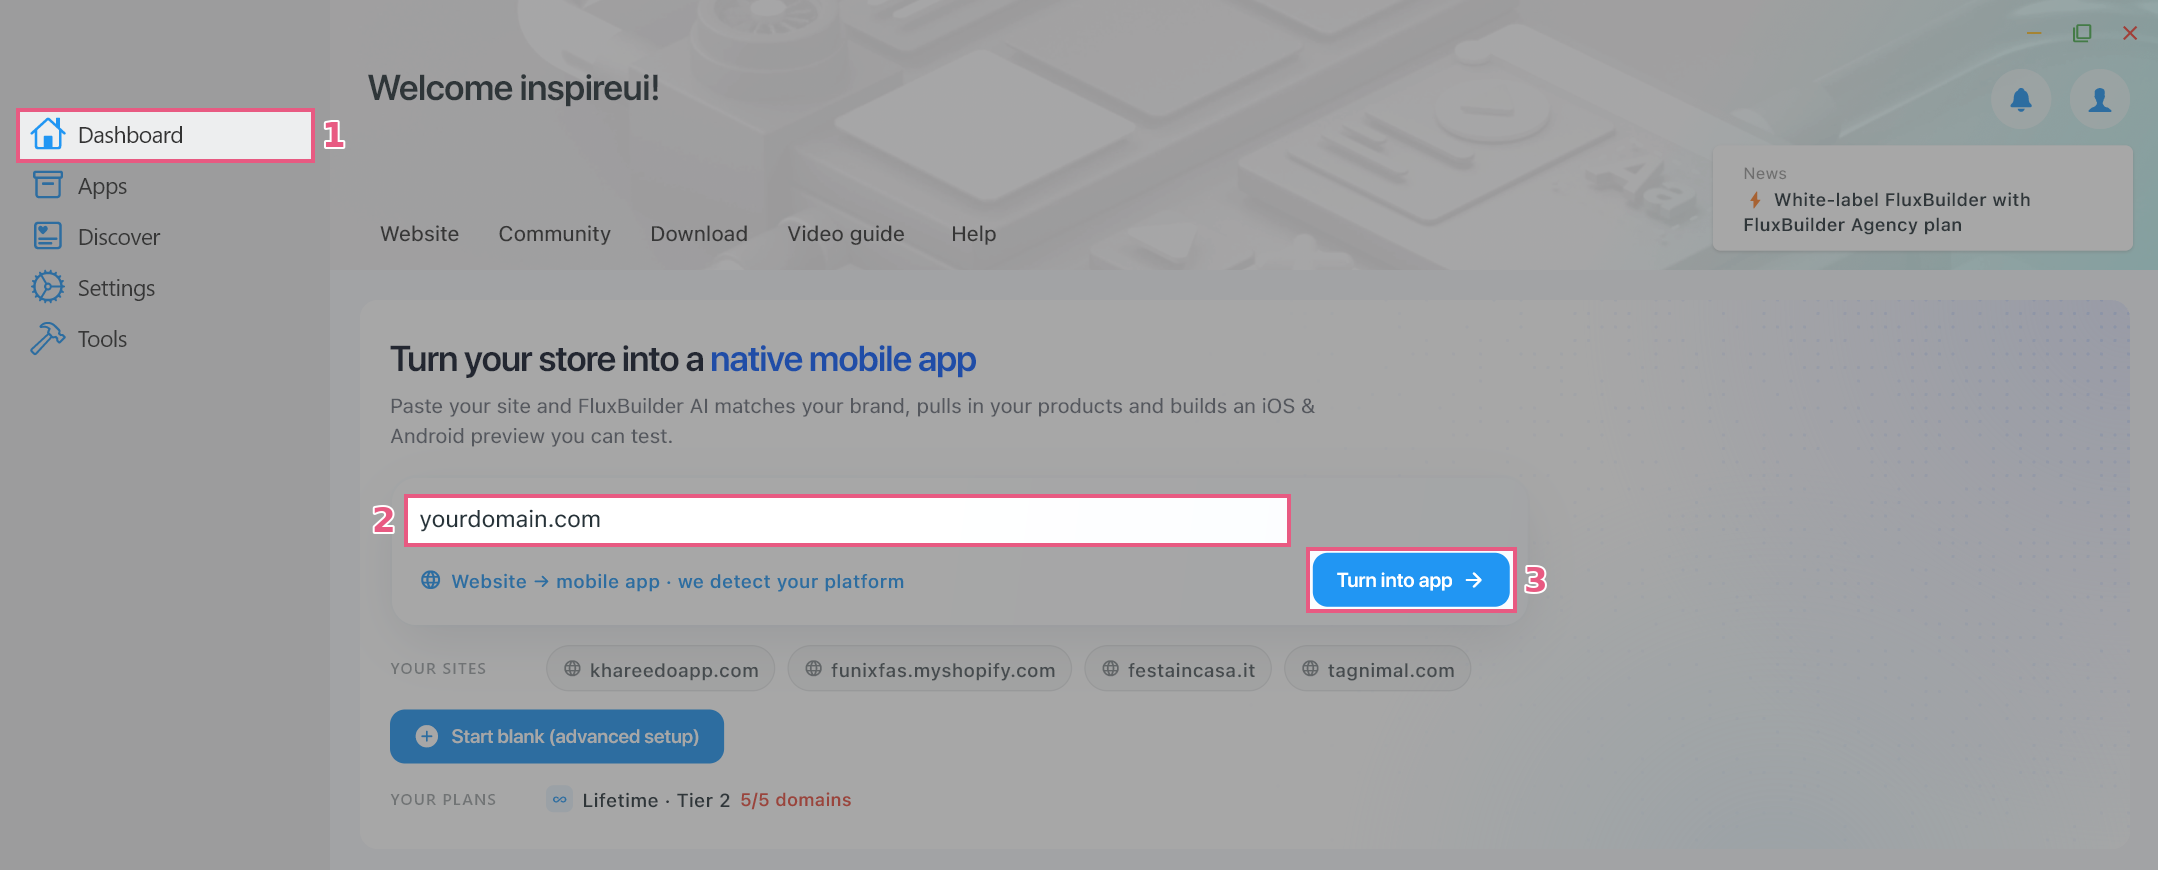 Welcome inspireui!
Dashboard
1
Apps
Discover
Settings
Tools
Website
Community
Download
Video guide
Help
News
White-label FluxBuilder with
FluxBuilder Agency plan
Turn your store into a native mobile app
Paste your site and FluxBuilder AI matches your brand, pulls in your products and builds an iOS &
Android preview you can test.
2
yourdomain.com
Website → mobile app · we detect your platform
Turn into app →
3
YOUR SITES
khareedoapp.com
funixfas.myshopify.com
festaincasa.it
tagnimal.com
Start blank (advanced setup)
YOUR PLANS
Lifetime · Tier 2 5/5 domains
Aa